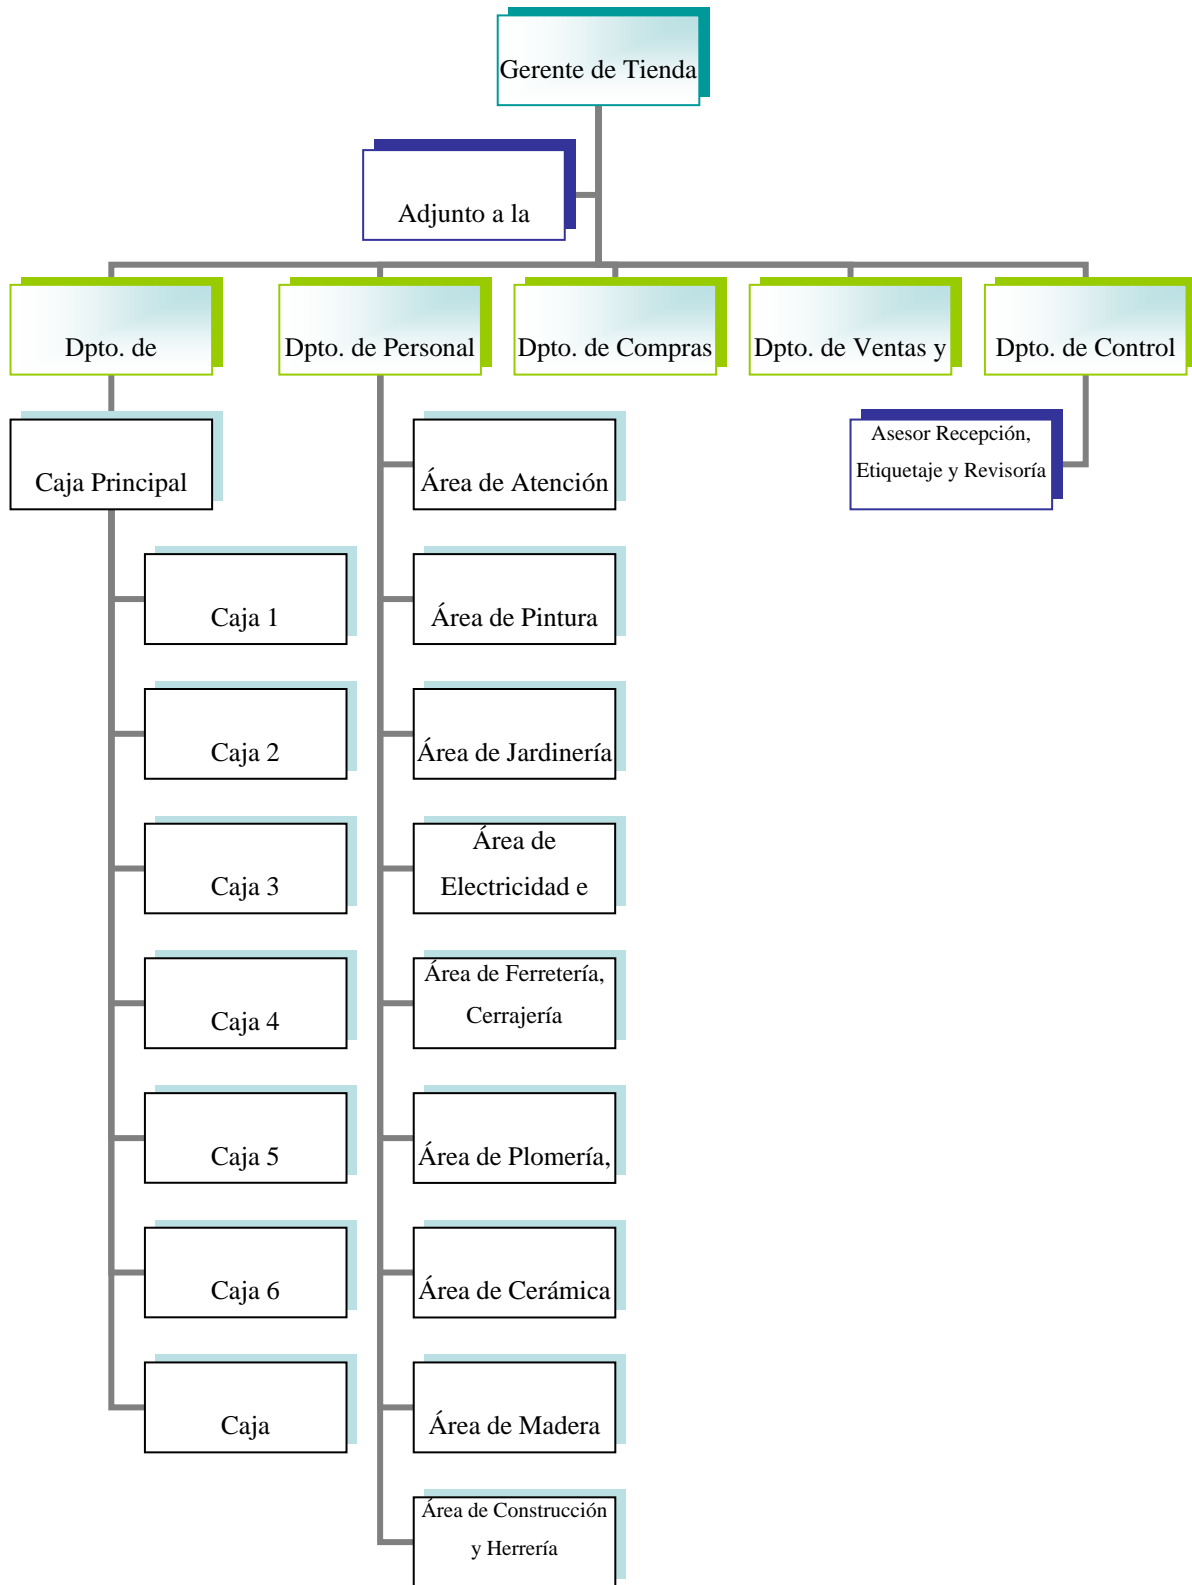 Gerente de Tienda
Adjunto a la
Dpto. de
Dpto. de Personal
Dpto. de Compras
Dpto. de Ventas y
Dpto. de Control
Caja Principal
Caja 1
Caja 2
Caja 3
Caja 4
Caja 5
Caja 6
Caja
Área de Atención
Área de Pintura
Área de Jardinería
Área de
Electricidad e
Área de Ferretería,
Cerrajería
Área de Plomería,
Área de Cerámica
Área de Madera
Área de Construcción
y Herrería
Asesor Recepción,
Etiquetaje y Revisoría